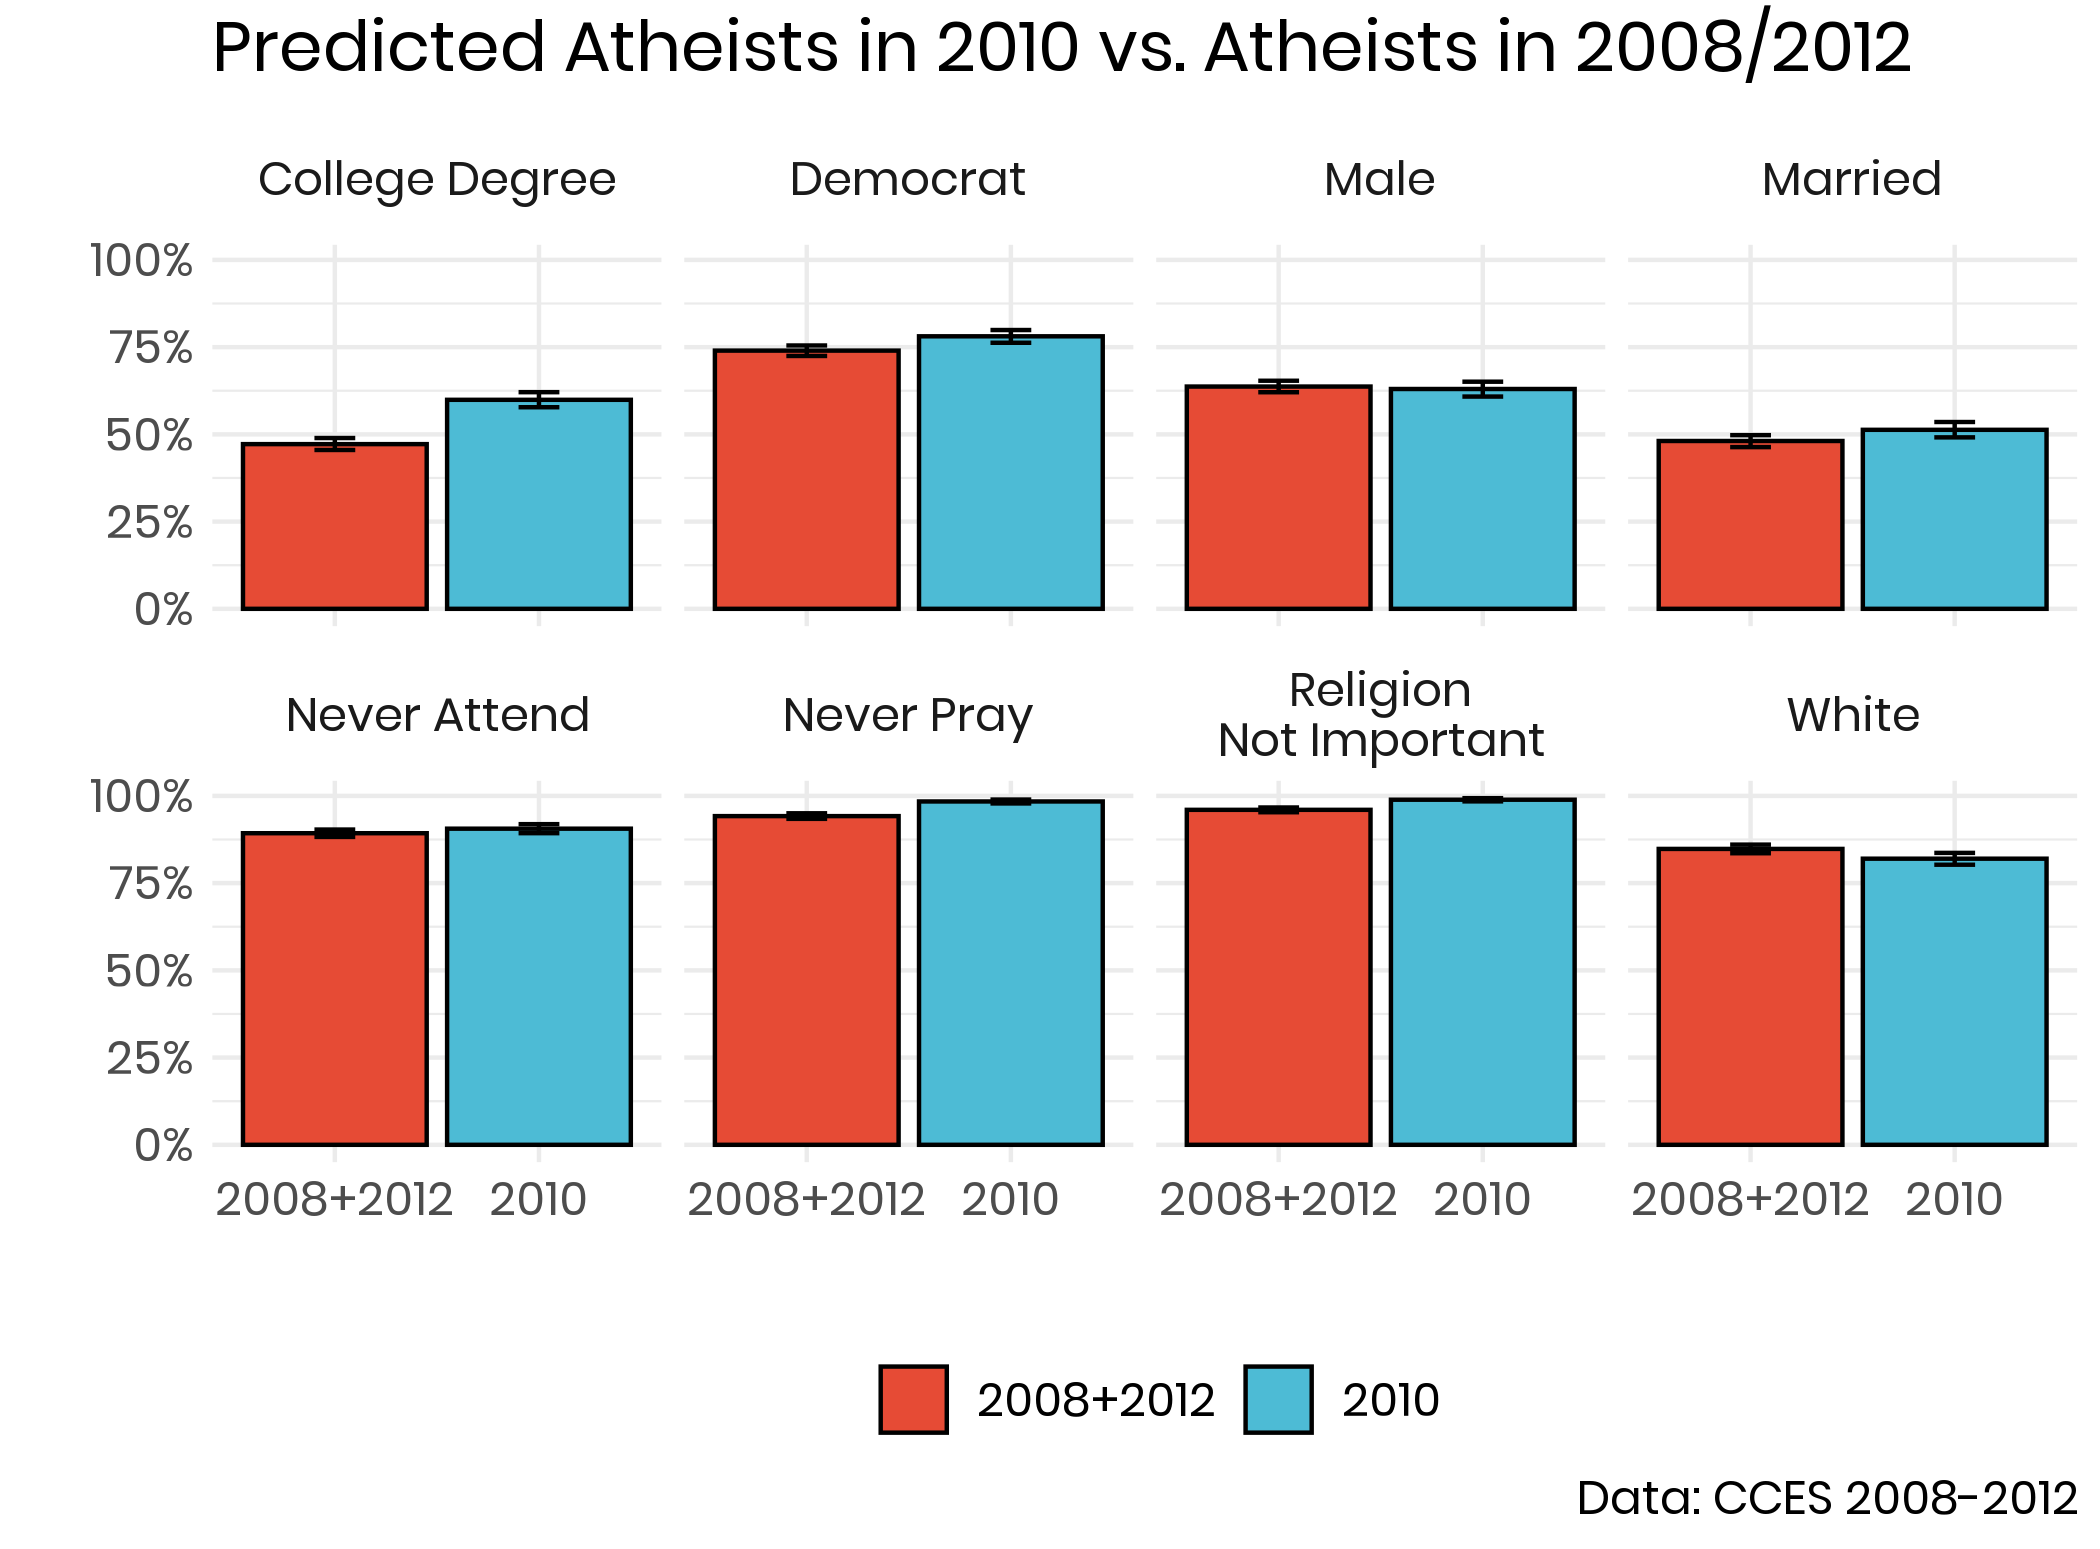 Predicted Atheists in 2010 vs. Atheists in 2008/2012
College Degree
Democrat
Male
Married
100%
75%
50%
25%
0%
Never Attend
Never Pray
Religion
Not Important
White
100%
75%
50%
25%
0%
2008+2012 2010
2008+2012 2010
2008+2012 2010
2008+2012 2010
2008+2012
2010
Data: CCES 2008-2012